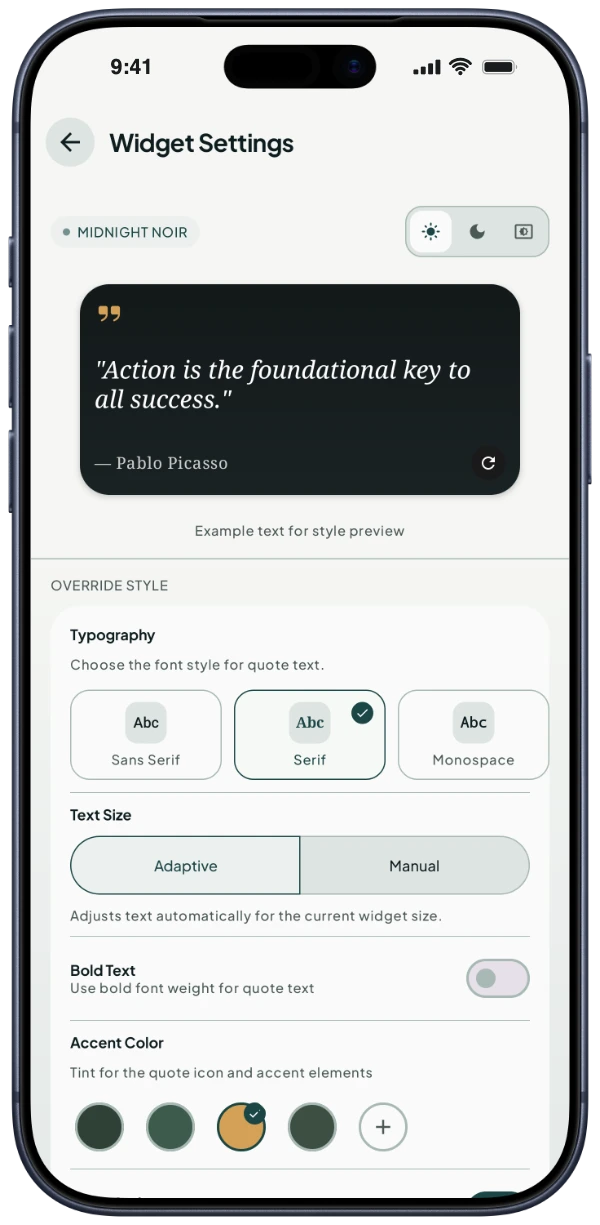 9:41
Widget Settings
MIDNIGHT NOIR
"Action is the foundational key to
all success."
— Pablo Picasso
Example text for style preview
OVERRIDE STYLE
Typography
Choose the font style for quote text.
Abc
Sans Serif
Abc
Serif
Abc
Monospace
Text Size
Adaptive
Manual
Adjusts text automatically for the current widget size.
Bold Text
Use bold font weight for quote text
Accent Color
Tint for the quote icon and accent elements